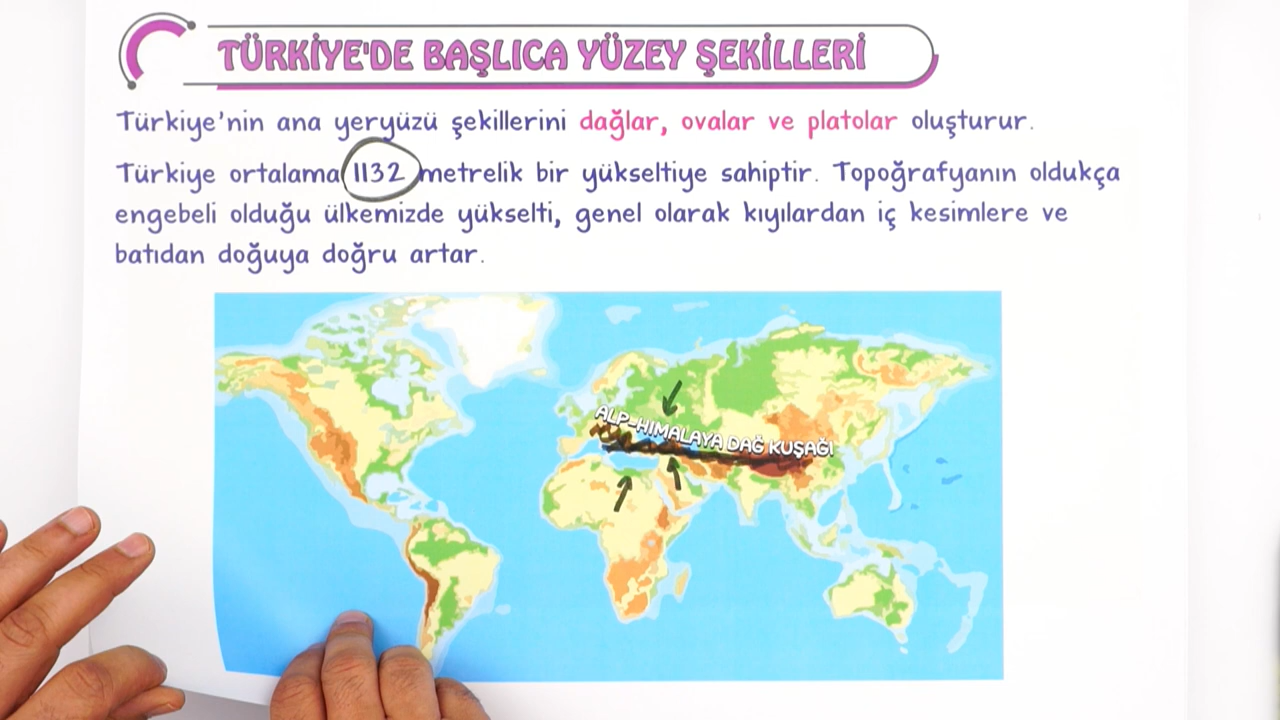 TÜRKİYE'DE BAŞLICA YÜZEY ŞEKİLLERİ
Türkiye'nin ana yeryüzü şekillerini dağlar, ovalar ve platolar oluşturur.
Türkiye ortalama 1132 metrelik bir yükseltiye sahiptir. Topoğrafyanın oldukça
engebeli olduğu ülkemizde yükselti, genel olarak kıyılardan iç kesimlere ve
batıdan doğuya doğru artar.
ALP-HIMALAYA DAĞ KUŞAĞI